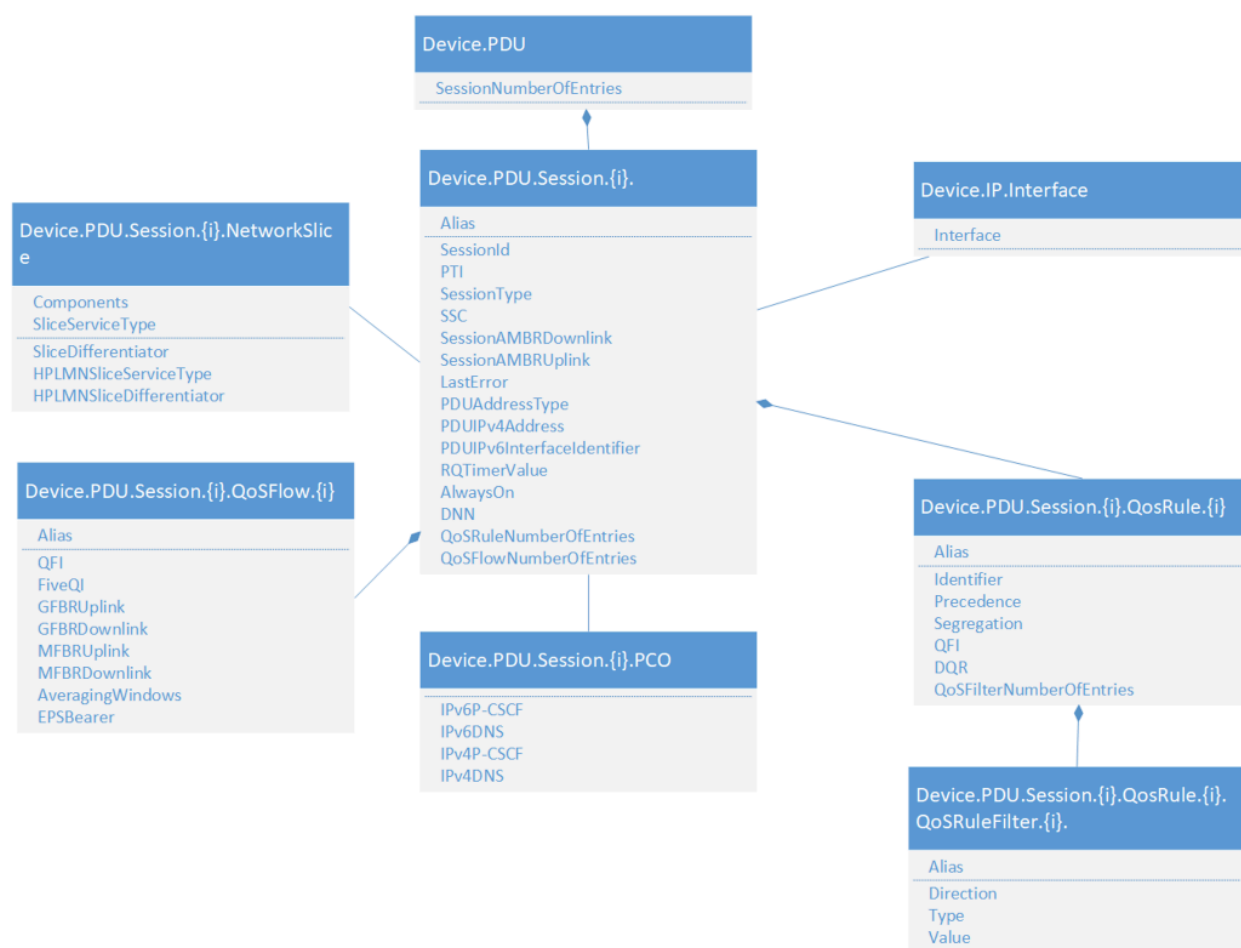 Device.PDU
SessionNumberOfEntries
Device.PDU.Session.{i}.
Alias
SessionId
PTI
SessionType
SSC
SessionAMBRDownlink
SessionAMBRUplink
LastError
PDUAddressType
PDUIPv4Address
PDUIPv6InterfaceIdentifier
RQTimerValue
AlwaysOn
DNN
QoSRuleNumberOfEntries
QoSFlowNumberOfEntries
Device.IP.Interface
Interface
Device.PDU.Session.{i}.NetworkSlic
e
Components
SliceServiceType
SliceDifferentiator
HPLMNSliceServiceType
HPLMNSliceDifferentiator
Device.PDU.Session.{i}.QoSFlow.{i}
Alias
QFI
FiveQI
GFBRUplink
GFBRDownlink
MFBRUplink
MFBRDownlink
AveragingWindows
EPSBearer
Device.PDU.Session.{i}.PCO
IPv6P-CSCF
IPv6DNS
IPv4P-CSCF
IPv4DNS
Device.PDU.Session.{i}.QosRule.{i}
Alias
Identifier
Precedence
Segregation
QFI
DQR
QoSFilterNumberOfEntries
Device.PDU.Session.{i}.QosRule.{i}.
QoSRuleFilter.{i}.
Alias
Direction
Type
Value